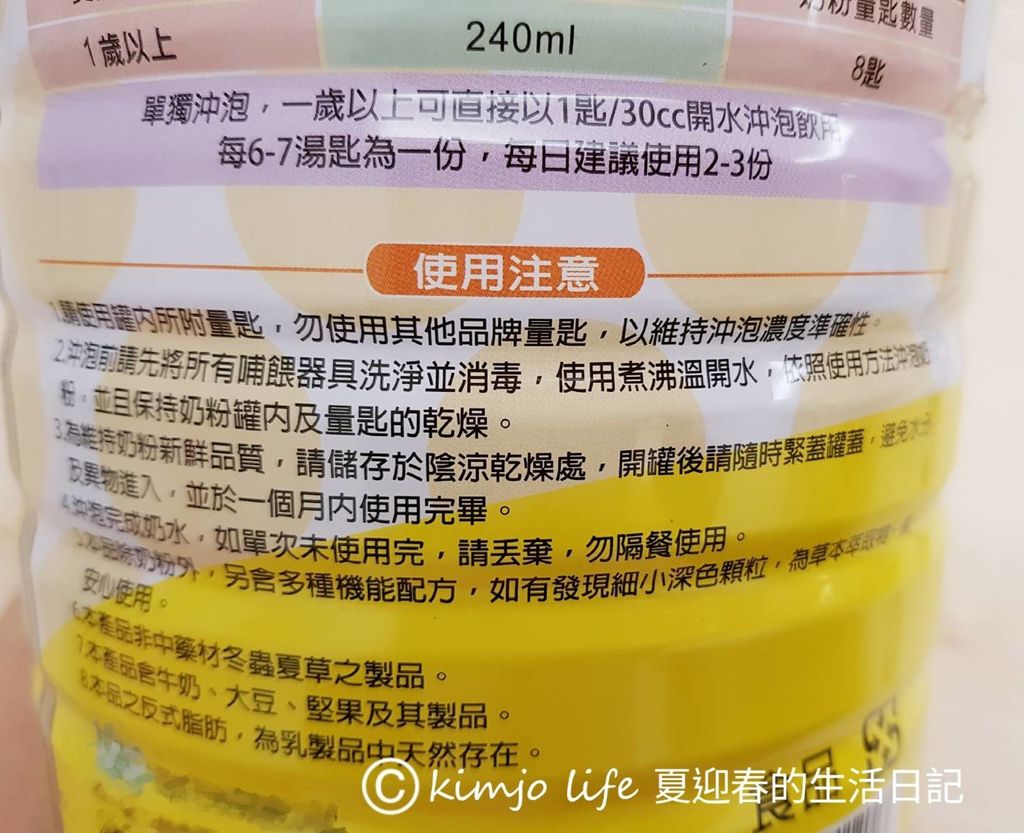 奶粉量匙數量
1歲以上 240ml 8匙
單獨沖泡，一歲以上可直接以1匙/30cc開水沖泡飲用
每6-7湯匙為一份，每日建議使用2-3份
使用注意
1.請使用罐內所附量匙，勿使用其他品牌量匙，以維持沖泡濃度準確性。
2.沖泡前請先將所有哺餵器具洗淨並消毒，使用煮沸溫開水，依照使用方法沖泡奶
粉，並且保持奶粉罐內及量匙的乾燥。
3.為維持奶粉新鮮品質，請儲存於陰涼乾燥處，開罐後請隨時緊蓋罐蓋，避免水分
及異物進入，並於一個月內使用完畢。
4.沖泡完成奶水，如單次未使用完，請丟棄，勿隔餐使用。
5.本品除奶粉外，另含多種機能配方，如有發現細小深色顆粒，為草本萃取物，
安心使用。
6.本產品非中藥材冬蟲夏草之製品。
7.本產品含牛奶、大豆、堅果及其製品。
8.本品之反式脂肪，為乳製品中天然存在。
©kimjo life 夏迎春的生活日記